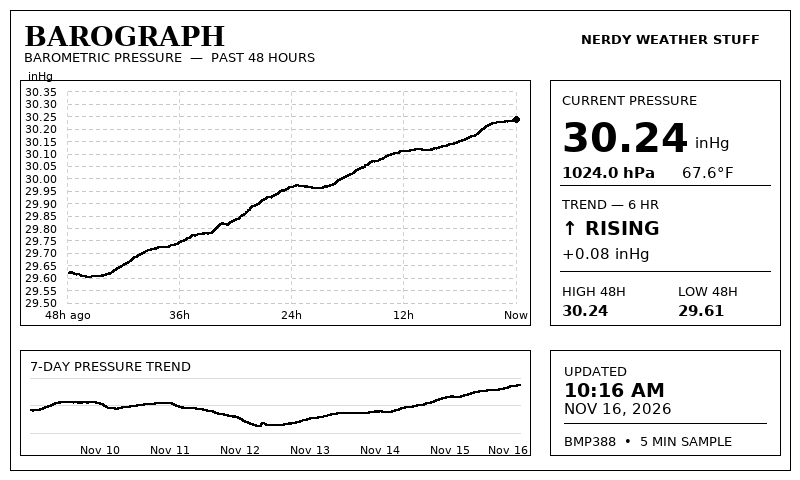 BAROGRAPH
BAROMETRIC PRESSURE — PAST 48 HOURS
NERDY WEATHER STUFF
inHg
30.35
30.30
30.25
30.20
30.15
30.10
30.05
30.00
29.95
29.90
29.85
29.80
29.75
29.70
29.65
29.60
29.55
29.50
48h ago 36h 24h 12h Now
CURRENT PRESSURE
30.24 inHg
1024.0 hPa 67.6°F
TREND — 6 HR
↑ RISING
+0.08 inHg
HIGH 48H LOW 48H
30.24 29.61
7-DAY PRESSURE TREND
Nov 10 Nov 11 Nov 12 Nov 13 Nov 14 Nov 15 Nov 16
UPDATED
10:16 AM
NOV 16, 2026
BMP388 • 5 MIN SAMPLE